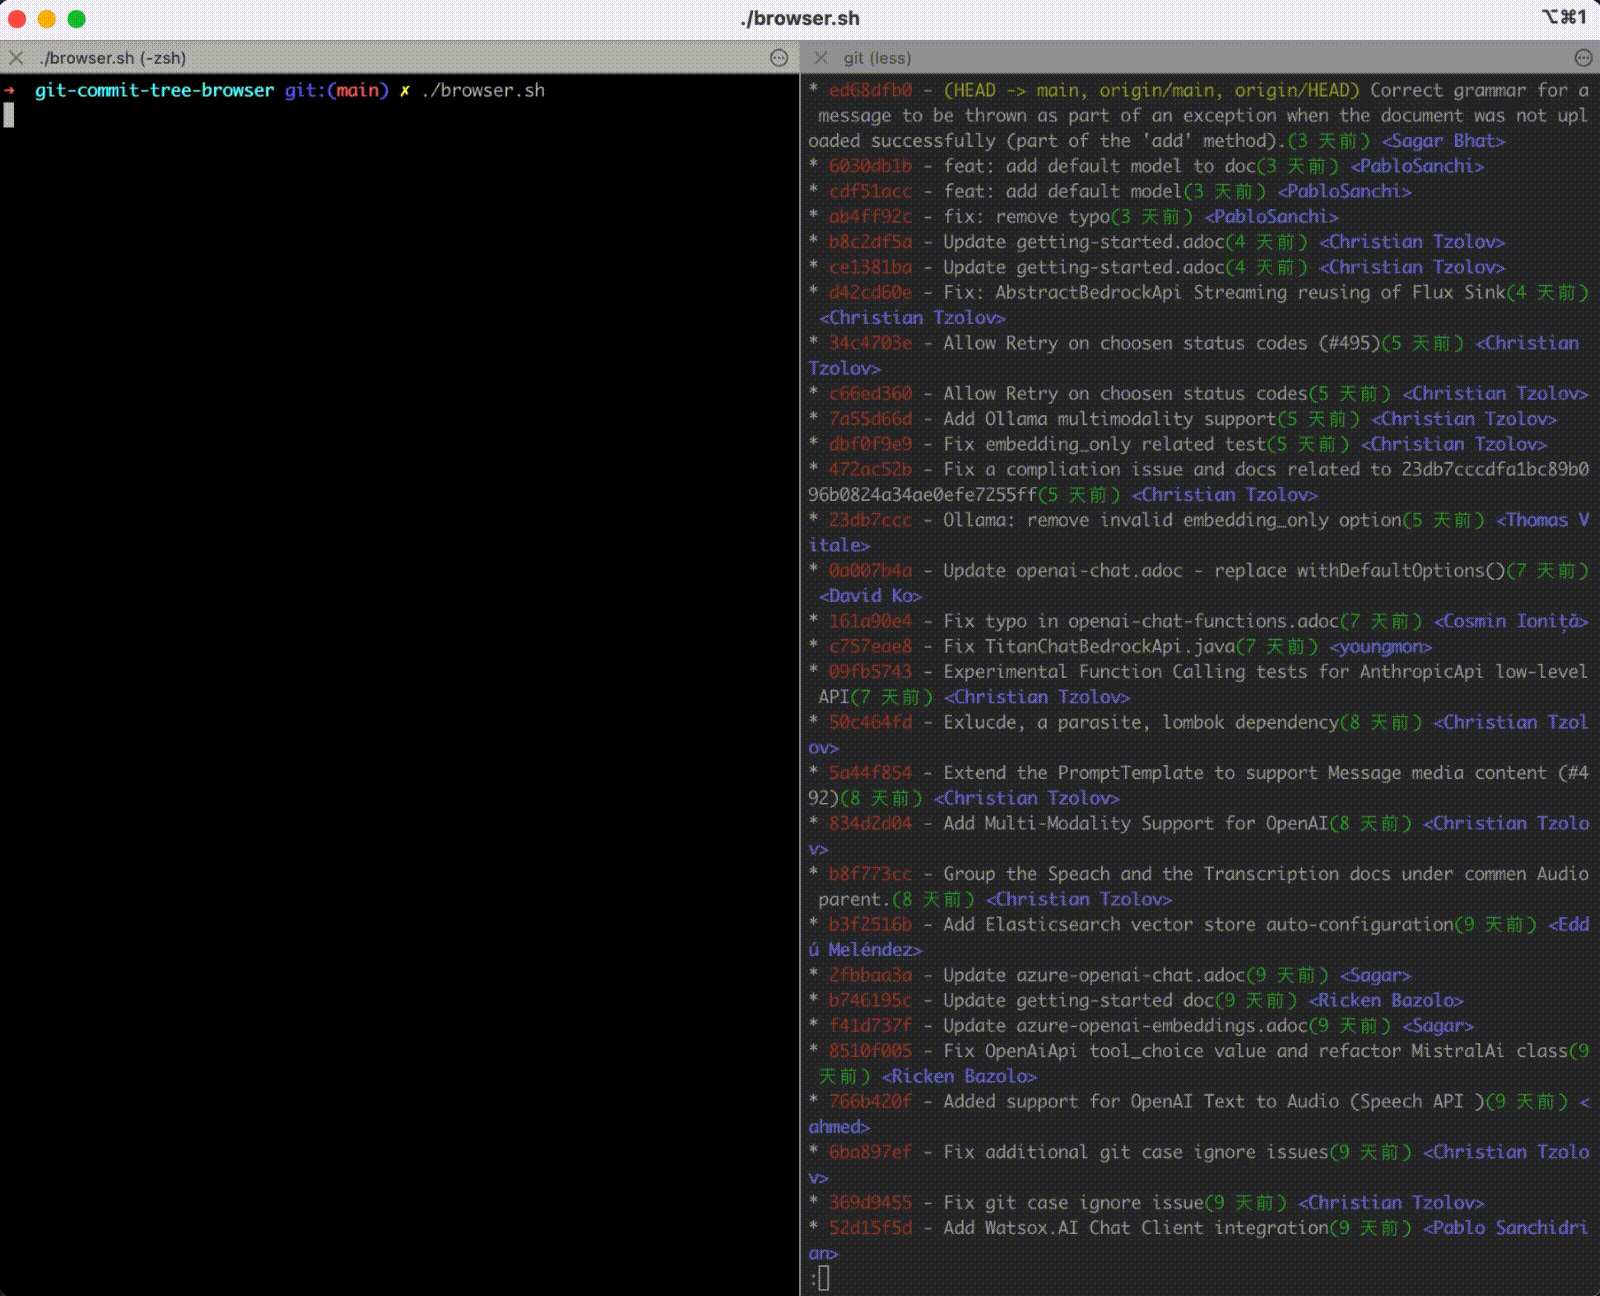 ./browser.sh
⌥⌘1
./browser.sh (-zsh)
git (less)
➜  git-commit-tree-browser git:(main) ✗ ./browser.sh
* ed68dfb0 - (HEAD -> main, origin/main, origin/HEAD) Correct grammar for a
message to be thrown as part of an exception when the document was not upl
oaded successfully (part of the 'add' method).(3 天前) <Sagar Bhat>
* 6030db1b - feat: add default model to doc(3 天前) <PabloSanchi>
* cdf51acc - feat: add default model(3 天前) <PabloSanchi>
* ab4ff92c - fix: remove typo(3 天前) <PabloSanchi>
* b8c2df5a - Update getting-started.adoc(4 天前) <Christian Tzolov>
* ce1381ba - Update getting-started.adoc(4 天前) <Christian Tzolov>
* d42cd60e - Fix: AbstractBedrockApi Streaming reusing of Flux Sink(4 天前)
<Christian Tzolov>
* 34c4703e - Allow Retry on choosen status codes (#495)(5 天前) <Christian
Tzolov>
* c66ed360 - Allow Retry on choosen status codes(5 天前) <Christian Tzolov>
* 7a55d66d - Add Ollama multimodality support(5 天前) <Christian Tzolov>
* dbf0f9e9 - Fix embedding_only related test(5 天前) <Christian Tzolov>
* 472ac52b - Fix a compliation issue and docs related to 23db7cccdfa1bc89b0
96b0824a34ae0efe7255ff(5 天前) <Christian Tzolov>
* 23db7ccc - Ollama: remove invalid embedding_only option(5 天前) <Thomas V
itale>
* 0a007b4a - Update openai-chat.adoc - replace withDefaultOptions()(7 天前)
<David Ko>
* 161a90e4 - Fix typo in openai-chat-functions.adoc(7 天前) <Cosmin Ioniță>
* c757eae8 - Fix TitanChatBedrockApi.java(7 天前) <youngmon>
* 09fb5743 - Experimental Function Calling tests for AnthropicApi low-level
API(7 天前) <Christian Tzolov>
* 50c464fd - Exlucde, a parasite, lombok dependency(8 天前) <Christian Tzol
ov>
* 5a44f854 - Extend the PromptTemplate to support Message media content (#4
92)(8 天前) <Christian Tzolov>
* 834d2d04 - Add Multi-Modality Support for OpenAI(8 天前) <Christian Tzolo
v>
* b8f773cc - Group the Speach and the Transcription docs under commen Audio
parent.(8 天前) <Christian Tzolov>
* b3f2516b - Add Elasticsearch vector store auto-configuration(9 天前) <Edd
ú Meléndez>
* 2fbbaa3a - Update azure-openai-chat.adoc(9 天前) <Sagar>
* b746195c - Update getting-started doc(9 天前) <Ricken Bazolo>
* f41d737f - Update azure-openai-embeddings.adoc(9 天前) <Sagar>
* 8510f005 - Fix OpenAiApi tool_choice value and refactor MistralAi class(9
天前) <Ricken Bazolo>
* 766b420f - Added support for OpenAI Text to Audio (Speech API )(9 天前) <
ahmed>
* 6ba897ef - Fix additional git case ignore issues(9 天前) <Christian Tzolo
v>
* 369d9455 - Fix git case ignore issue(9 天前) <Christian Tzolov>
* 52d15f5d - Add Watsox.AI Chat Client integration(9 天前) <Pablo Sanchidri
an>
: